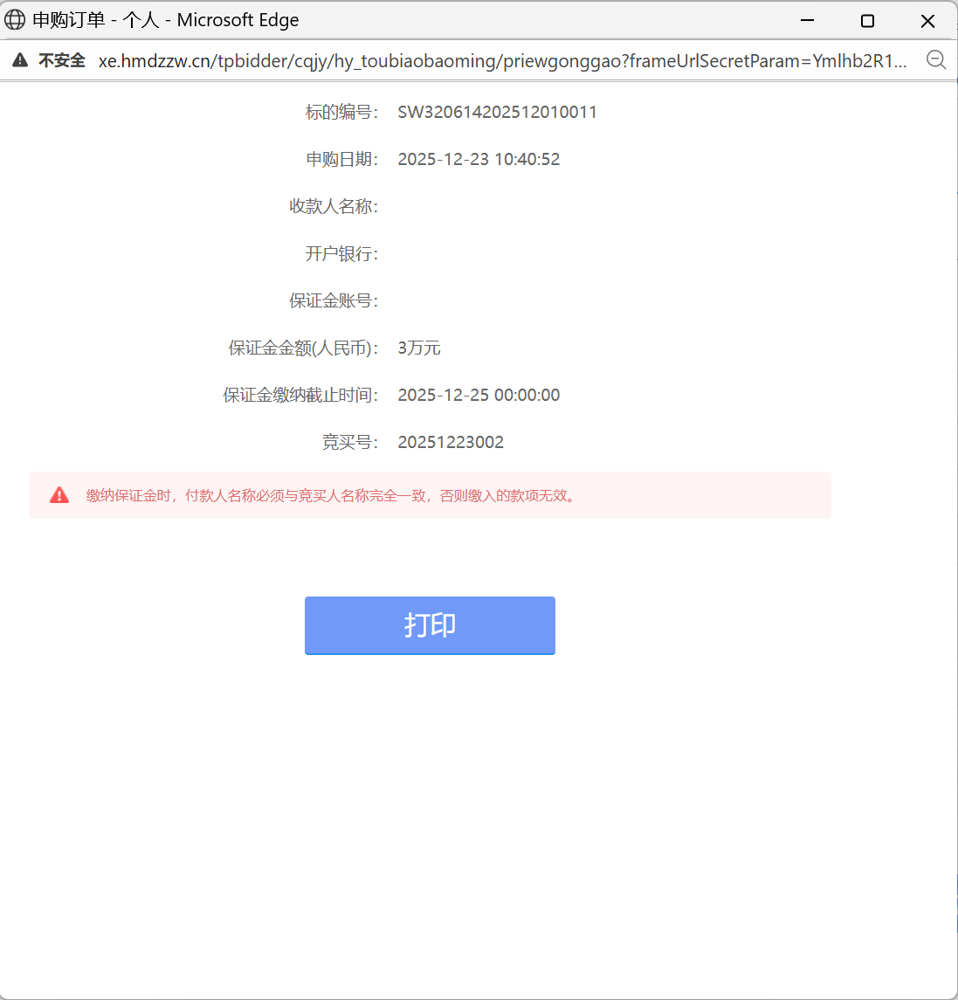 申购订单 - 个人 - Microsoft Edge
不安全 xe.hmdzzw.cn/tpbidder/cqjy/hy_toubiaobaoming/priewgonggao?frameUrlSecretParam=Ymlhb2R1...
标的编号： SW320614202512010011
申购日期： 2025-12-23 10:40:52
收款人名称：
开户银行：
保证金账号：
保证金金额(人民币)： 3万元
保证金缴纳截止时间： 2025-12-25 00:00:00
竞买号： 20251223002
缴纳保证金时，付款人名称必须与竞买人名称完全一致，否则缴入的款项无效。
打印